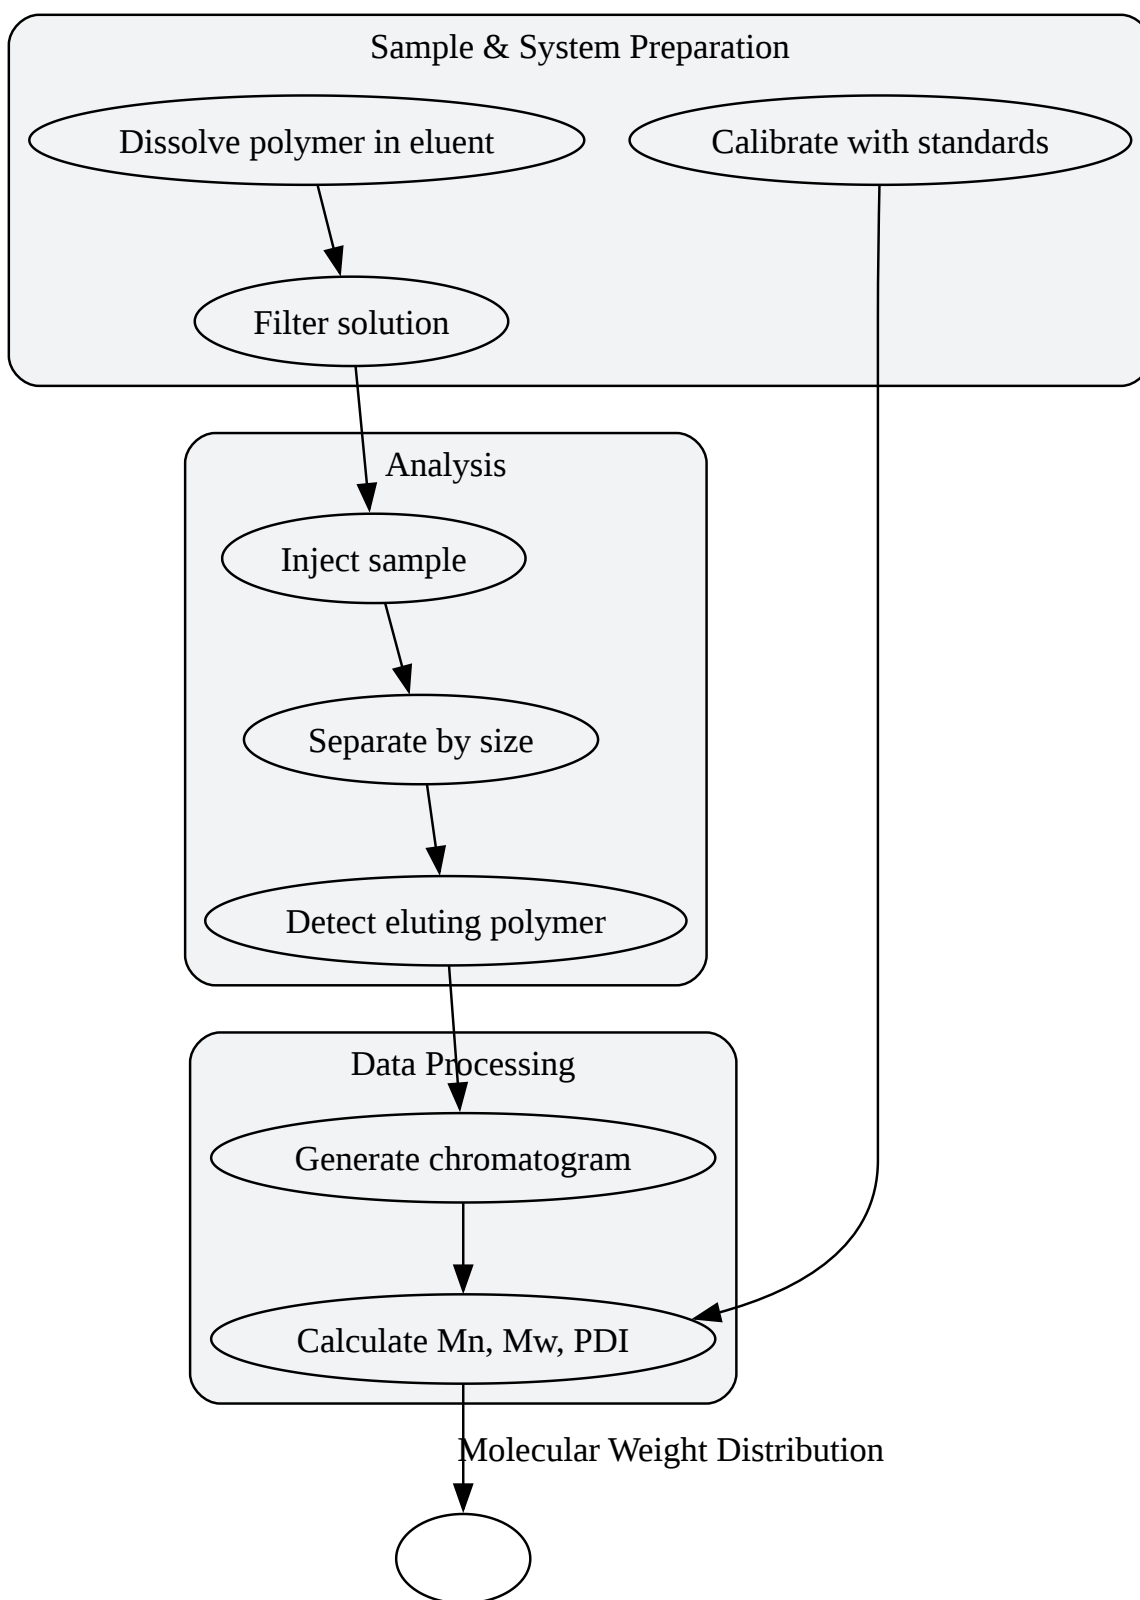 Sample & System Preparation
Dissolve polymer in eluent
Calibrate with standards
Filter solution
Analysis
Inject sample
Separate by size
Detect eluting polymer
Data Processing
Generate chromatogram
Calculate Mn, Mw, PDI
Molecular Weight Distribution